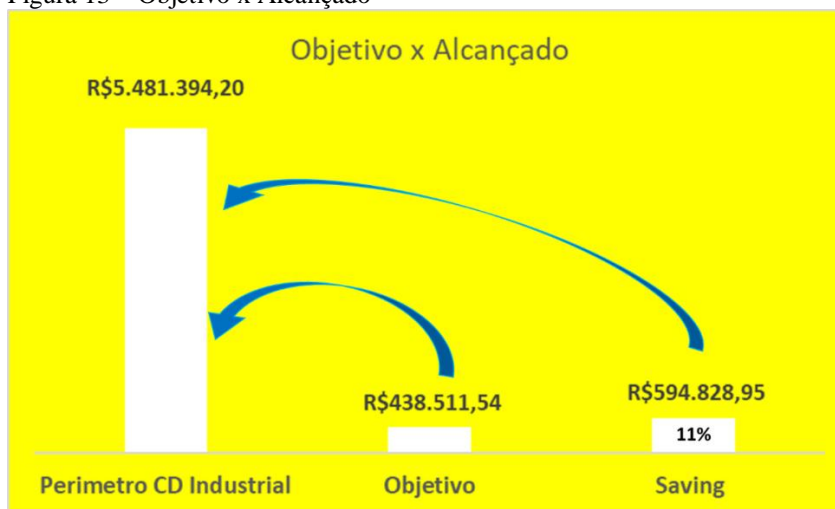 Objetivo x Alcançado
R$5.481.394,20
R$438.511,54
R$594.828,95
11%
Perimetro CD Industrial
Objetivo
Saving